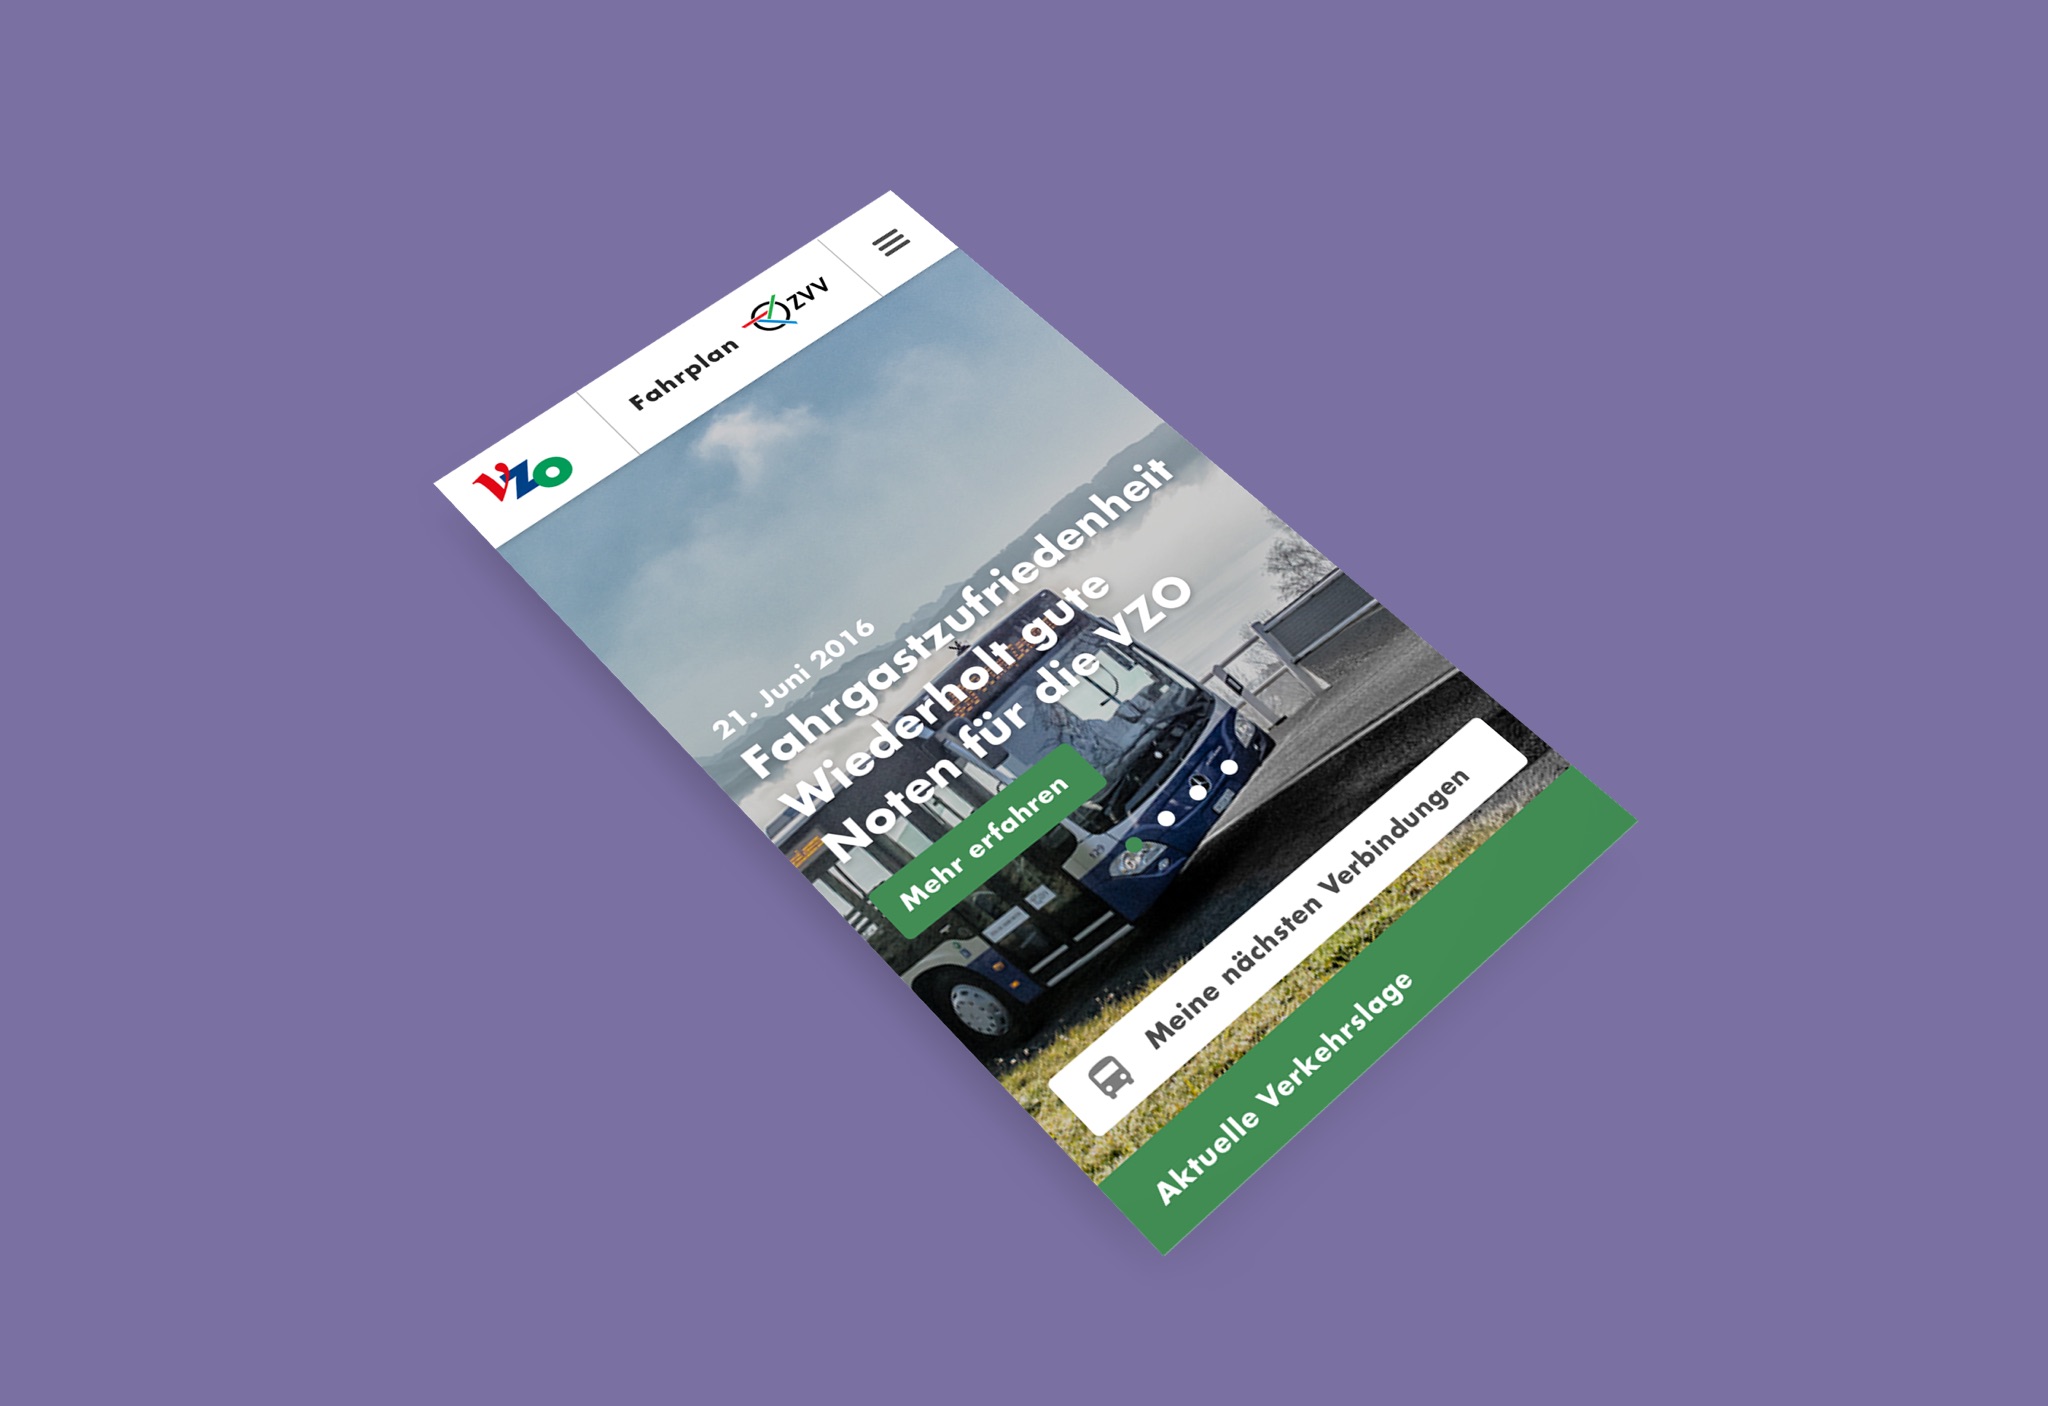 VZO
Fahrplan
ZVV
21. Juni 2016
Fahrgastzufriedenheit
Wiederholt gute
Noten für die VZO
Mehr erfahren
129
Meine nächsten Verbindungen
Aktuelle Verkehrslage